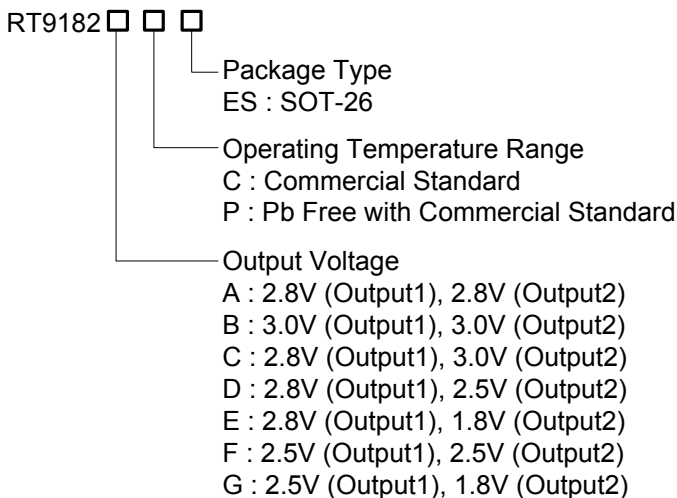 RT9182
Package Type
ES : SOT-26
Operating Temperature Range
C : Commercial Standard
P : Pb Free with Commercial Standard
Output Voltage
A : 2.8V (Output1), 2.8V (Output2)
B : 3.0V (Output1), 3.0V (Output2)
C : 2.8V (Output1), 3.0V (Output2)
D : 2.8V (Output1), 2.5V (Output2)
E : 2.8V (Output1), 1.8V (Output2)
F : 2.5V (Output1), 2.5V (Output2)
G : 2.5V (Output1), 1.8V (Output2)